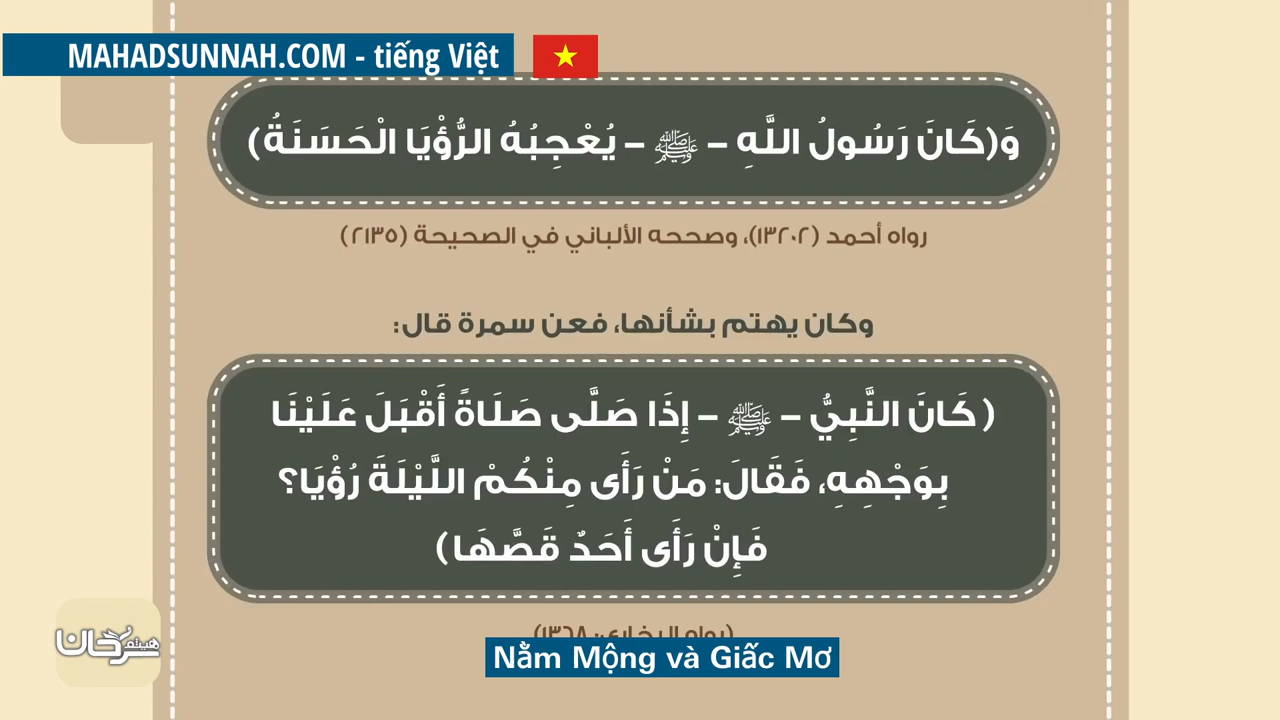 MAHADSUNNAH.COM - tiếng Việt
وَ(كَانَ رَسُولُ اللَّهِ – ﷺ – يُعْجِبُهُ الرُّؤْيَا الْحَسَنَةُ)
رواه أحمد (١٣٢٠٢)، وصححه الألباني في الصحيحة (٢١٣٥)
وكان يهتم بشأنها، فعن سمرة قال:
( كَانَ النَّبِيُّ – ﷺ – إِذَا صَلَّى صَلَاةً أَقْبَلَ عَلَيْنَا
بِوَجْهِهِ، فَقَالَ: مَنْ رَأَى مِنْكُمْ اللَّيْلَةَ رُؤْيَا؟
فَإِنْ رَأَى أَحَدٌ قَصَّهَا)
Nằm Mộng và Giấc Mơ
هيثم سرحان